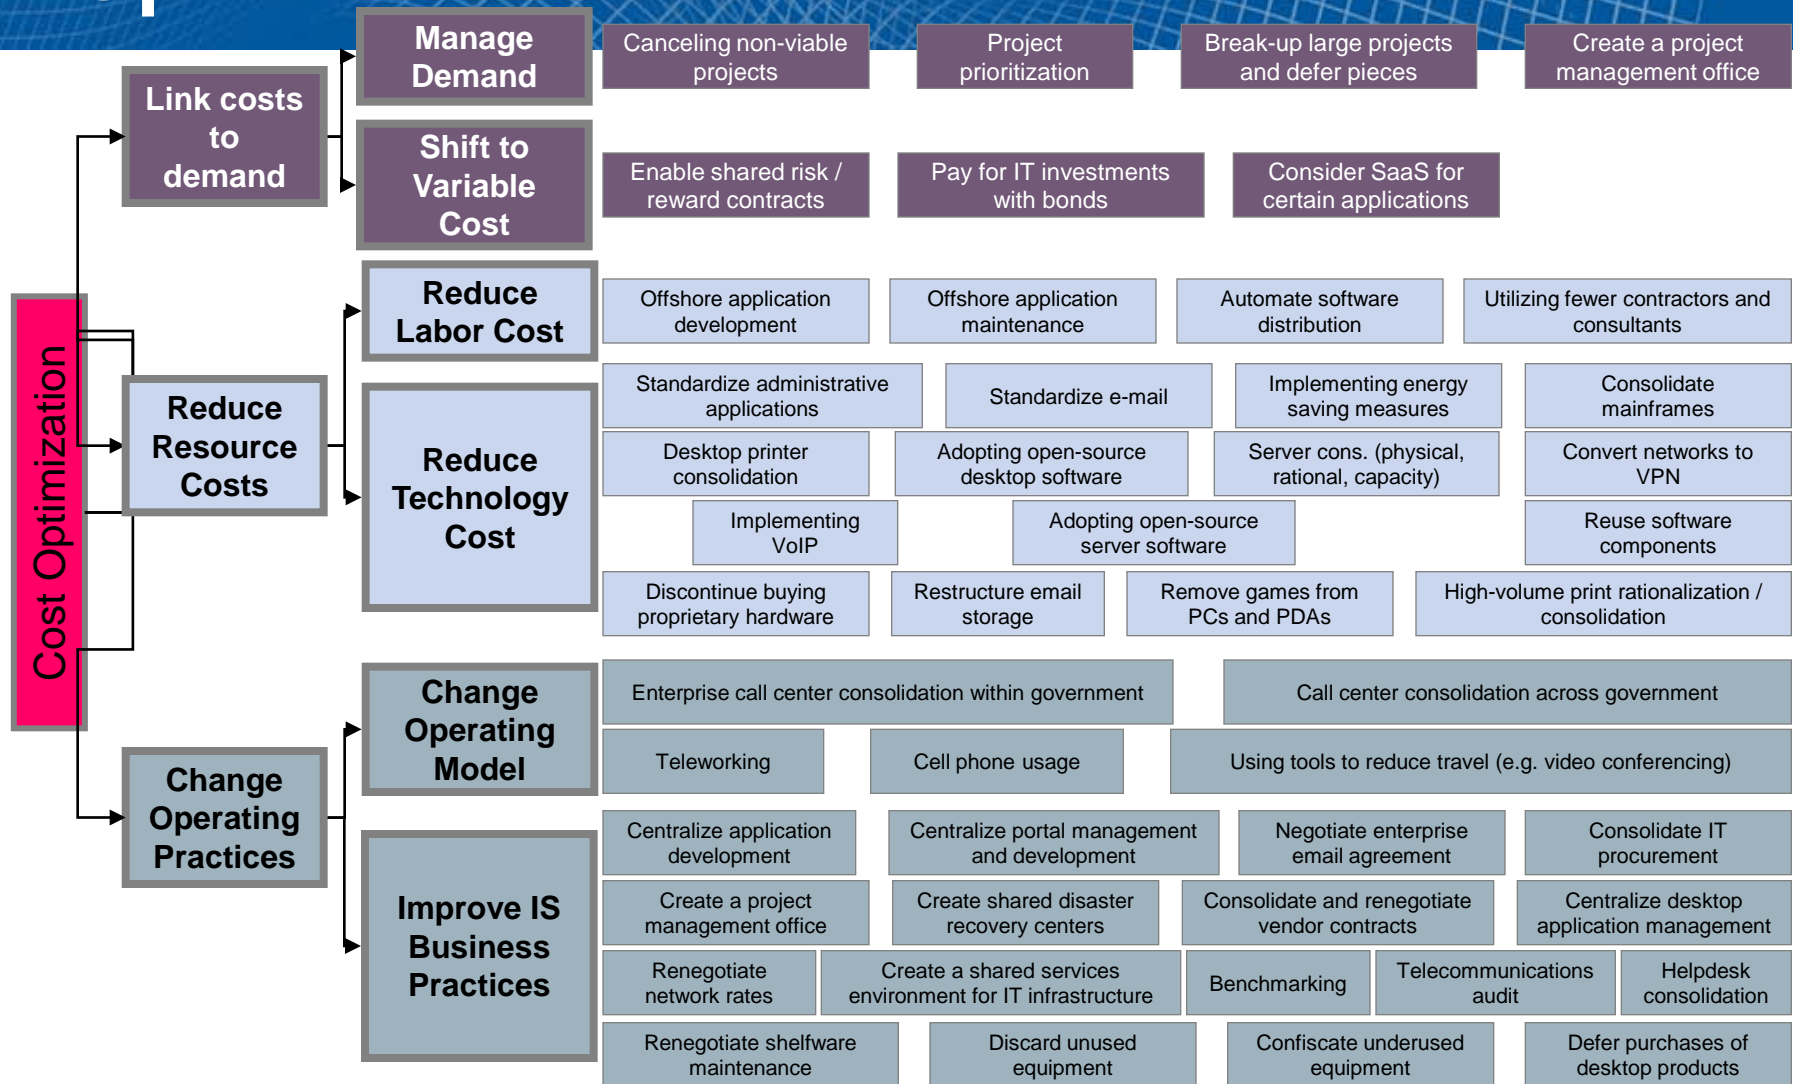 Manage
Demand
Canceling non-viable
projects
Project
prioritization
Break-up large projects
and defer pieces
Create a project
management office
Link costs
to
demand
Shift to
Variable
Cost
Enable shared risk /
reward contracts
Pay for IT investments
with bonds
Consider SaaS for
certain applications
Cost Optimization
Reduce
Resource
Costs
Reduce
Labor Cost
Offshore application
development
Offshore application
maintenance
Automate software
distribution
Utilizing fewer contractors and
consultants
Reduce
Technology
Cost
Standardize administrative
applications
Standardize e-mail
Implementing energy
saving measures
Consolidate
mainframes
Desktop printer
consolidation
Adopting open-source
desktop software
Server cons. (physical,
rational, capacity)
Convert networks to
VPN
Implementing
VoIP
Adopting open-source
server software
Reuse software
components
Discontinue buying
proprietary hardware
Restructure email
storage
Remove games from
PCs and PDAs
High-volume print rationalization /
consolidation
Change
Operating
Practices
Change
Operating
Model
Enterprise call center consolidation within government
Call center consolidation across government
Teleworking
Cell phone usage
Using tools to reduce travel (e.g. video conferencing)
Improve IS
Business
Practices
Centralize application
development
Centralize portal management
and development
Negotiate enterprise
email agreement
Consolidate IT
procurement
Create a project
management office
Create shared disaster
recovery centers
Consolidate and renegotiate
vendor contracts
Centralize desktop
application management
Renegotiate
network rates
Create a shared services
environment for IT infrastructure
Benchmarking
Telecommunications
audit
Helpdesk
consolidation
Renegotiate shelfware
maintenance
Discard unused
equipment
Confiscate underused
equipment
Defer purchases of
desktop products